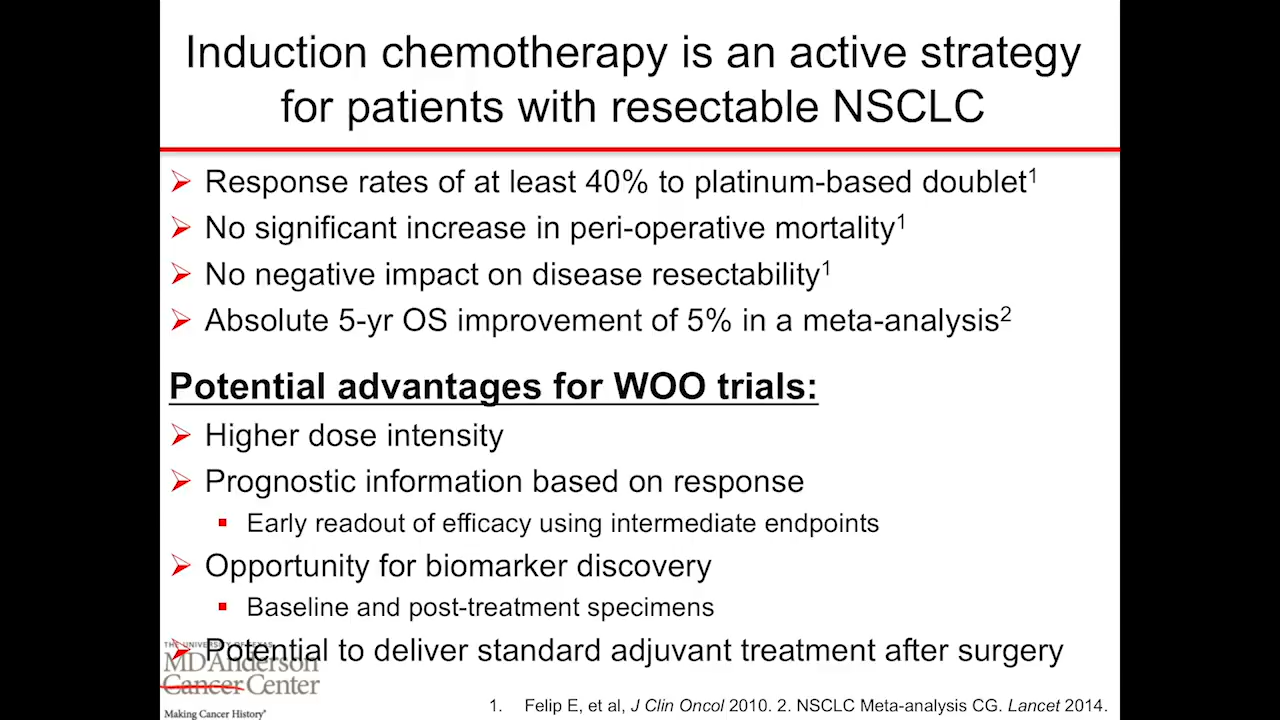 Induction chemotherapy is an active strategy
for patients with resectable NSCLC
Response rates of at least 40% to platinum-based doublet1
No significant increase in peri-operative mortality1
No negative impact on disease resectability1
Absolute 5-yr OS improvement of 5% in a meta-analysis2
Potential advantages for WOO trials:
Higher dose intensity
Prognostic information based on response
Early readout of efficacy using intermediate endpoints
Opportunity for biomarker discovery
Baseline and post-treatment specimens
Potential to deliver standard adjuvant treatment after surgery
THE UNIVERSITY OF TEXAS
MD Anderson
Cancer Center
Making Cancer History®
1. Felip E, et al, J Clin Oncol 2010. 2. NSCLC Meta-analysis CG. Lancet 2014.